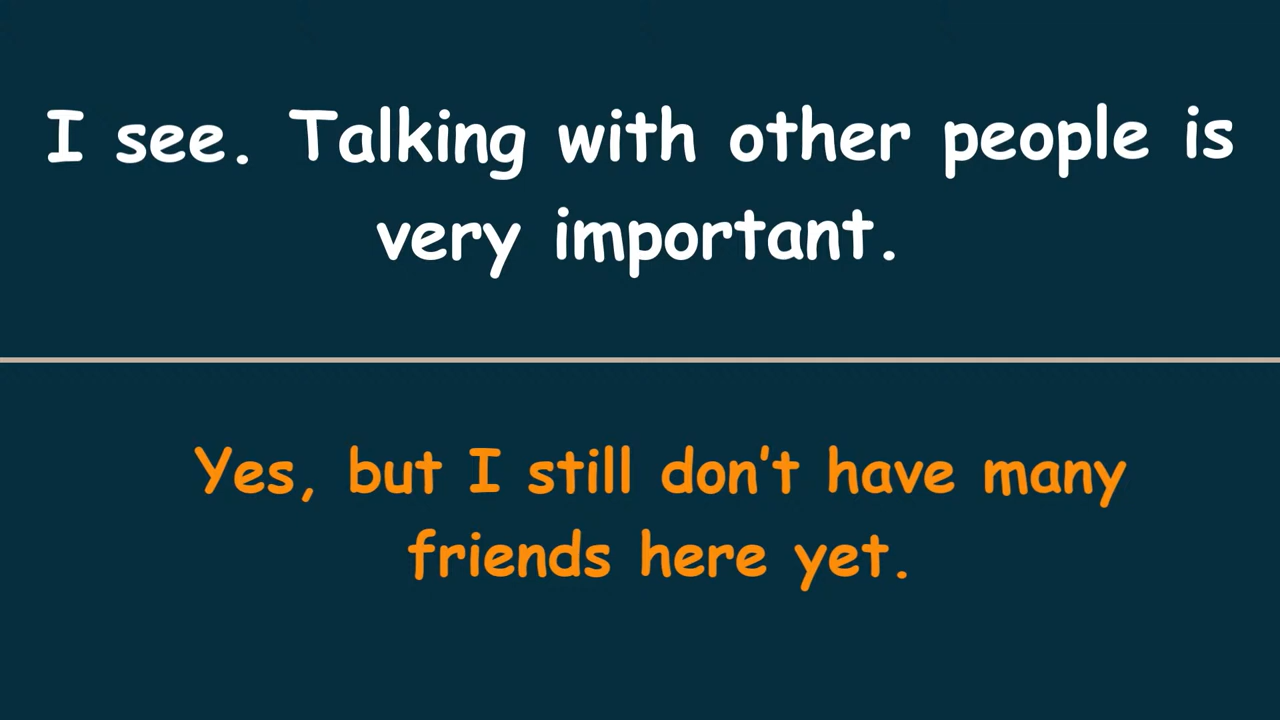 I see. Talking with other people is
very important.
Yes, but I still don't have many
friends here yet.